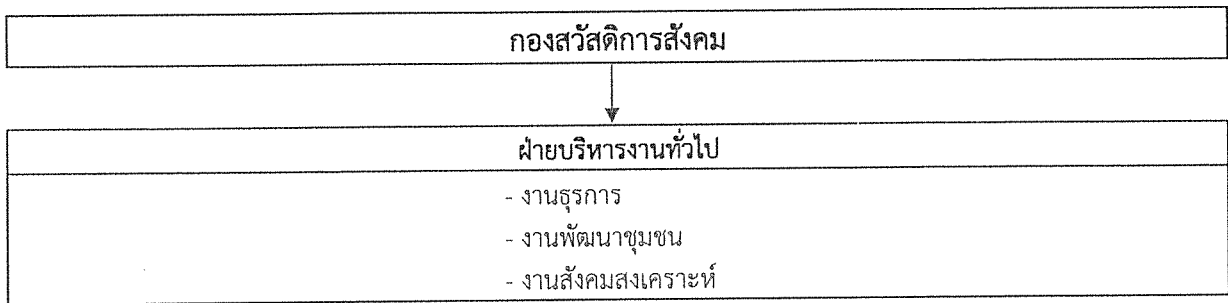 กองสวัสดิการสังคม
ฝ่ายบริหารงานทั่วไป
- งานธุรการ
- งานพัฒนาชุมชน
- งานสังคมสงเคราะห์